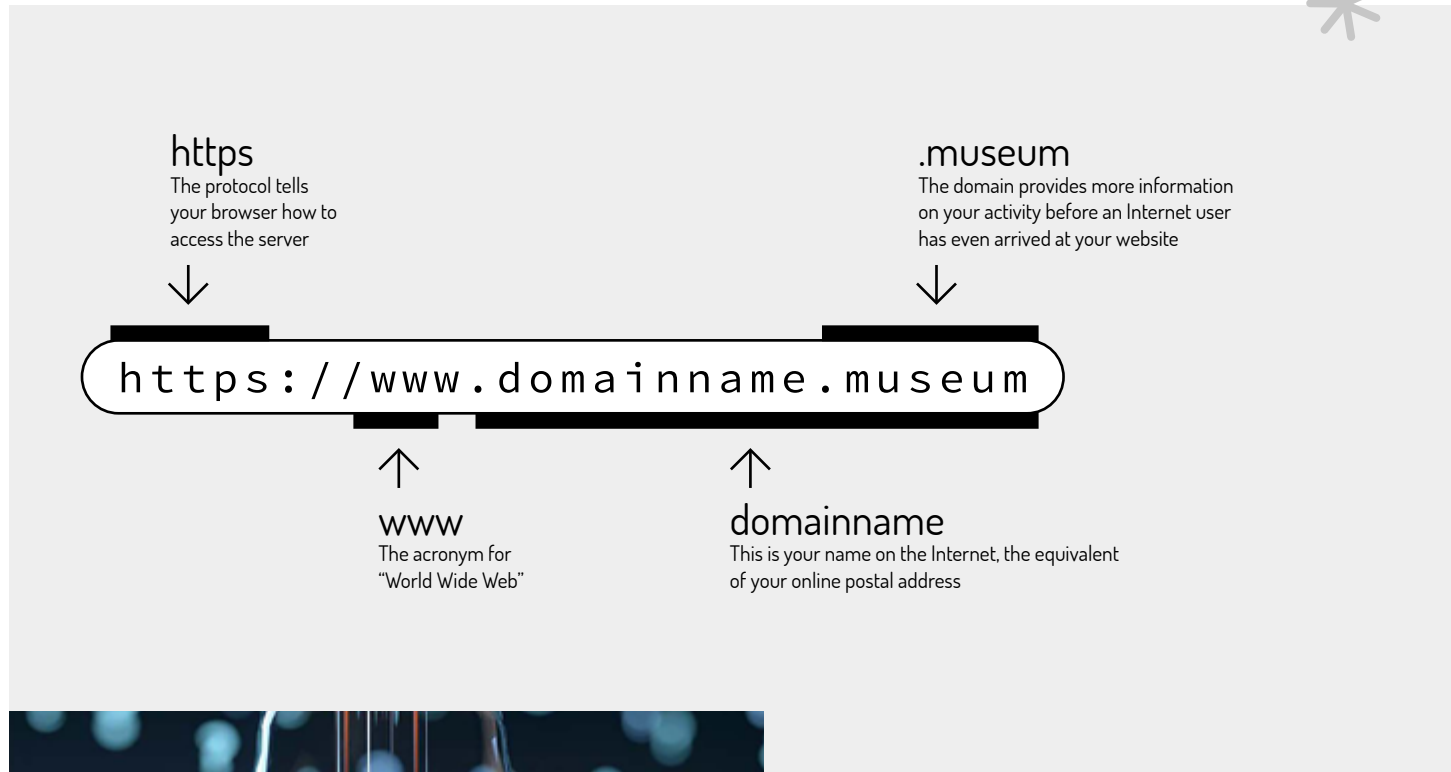 https
The protocol tells
your browser how to
access the server
.museum
The domain provides more information
on your activity before an Internet user
has even arrived at your website
https://www.domainname.museum
www
The acronym for
“World Wide Web”
domainname
This is your name on the Internet, the equivalent
of your online postal address